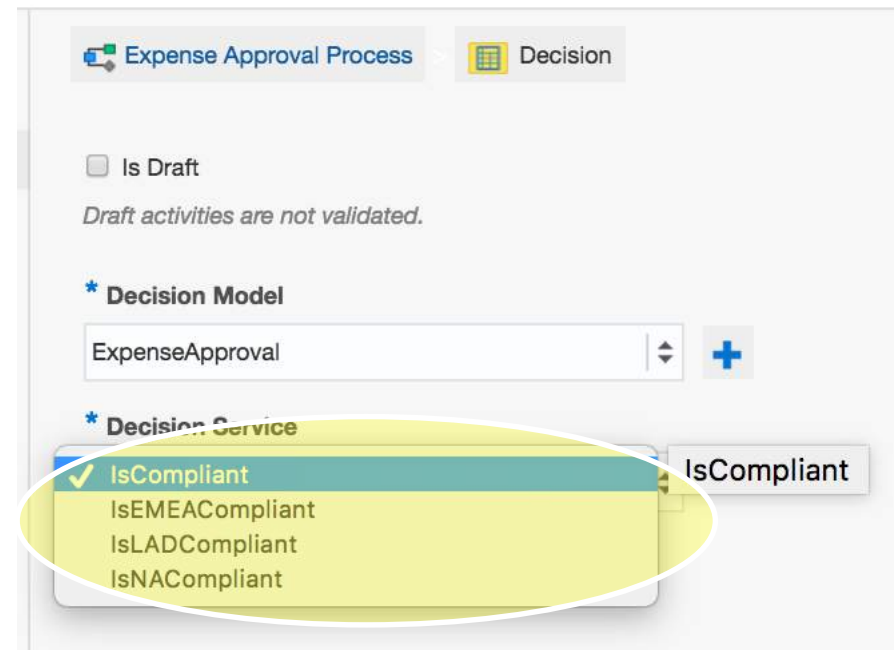 Expense Approval Process > Decision
Is Draft
Draft activities are not validated.
* Decision Model
ExpenseApproval
* Decision Service
✓ IsCompliant
IsCompliant
IsEMEACompliant
IsLADCompliant
IsNACompliant